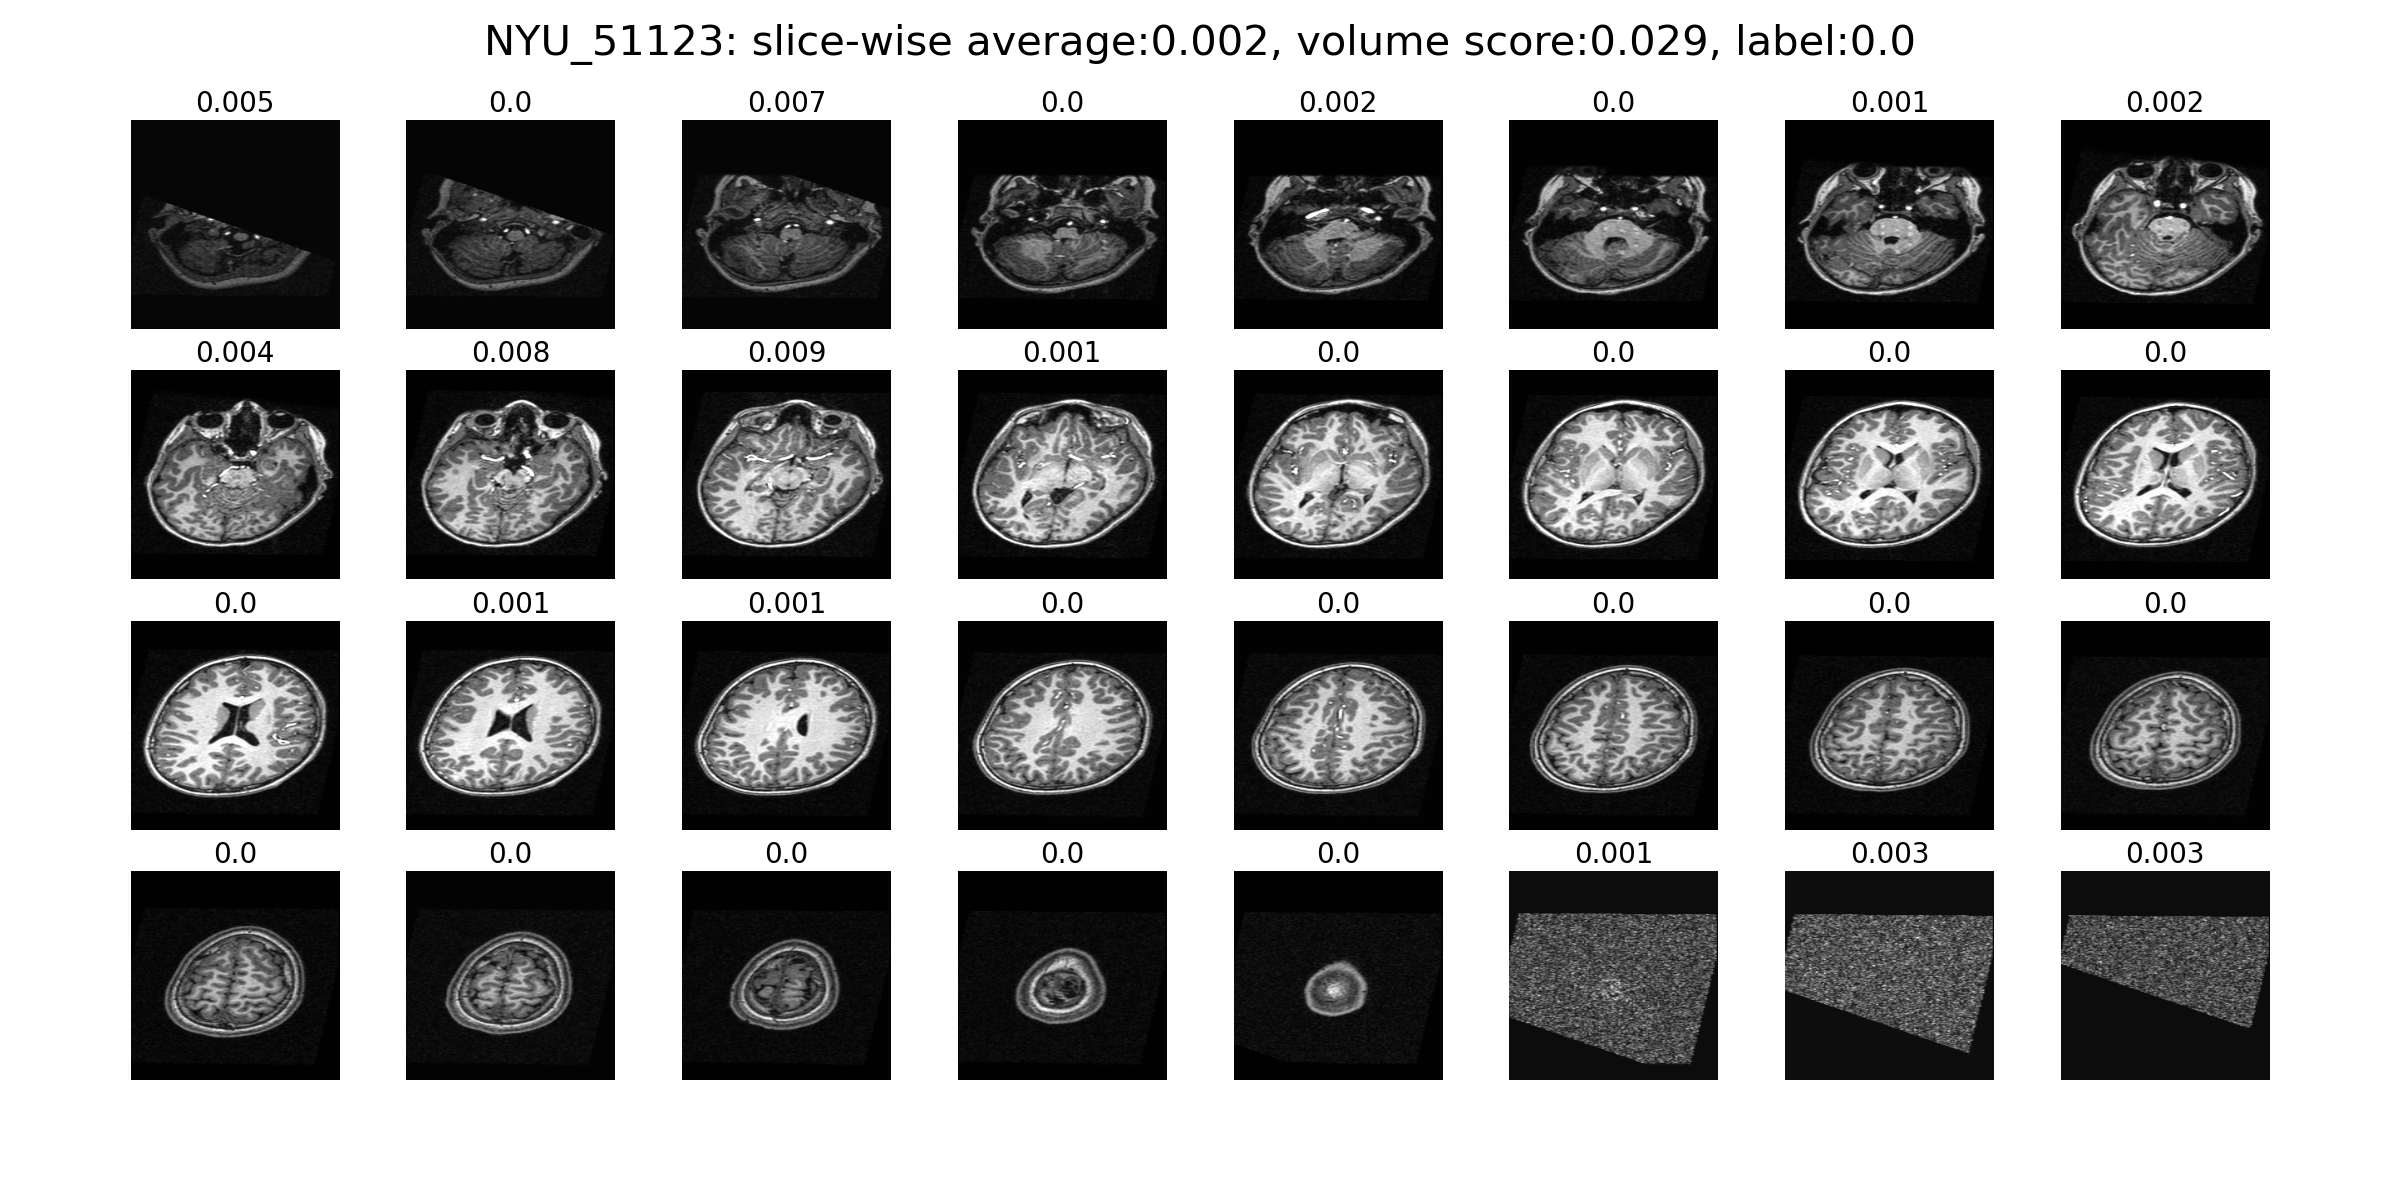 NYU_51123: slice-wise average:0.002, volume score:0.029, label:0.0
0.005 0.0 0.007 0.0 0.002 0.0 0.001 0.002
0.004 0.008 0.009 0.001 0.0 0.0 0.0 0.0
0.0 0.001 0.001 0.0 0.0 0.0 0.0 0.0
0.0 0.0 0.0 0.0 0.0 0.001 0.003 0.003